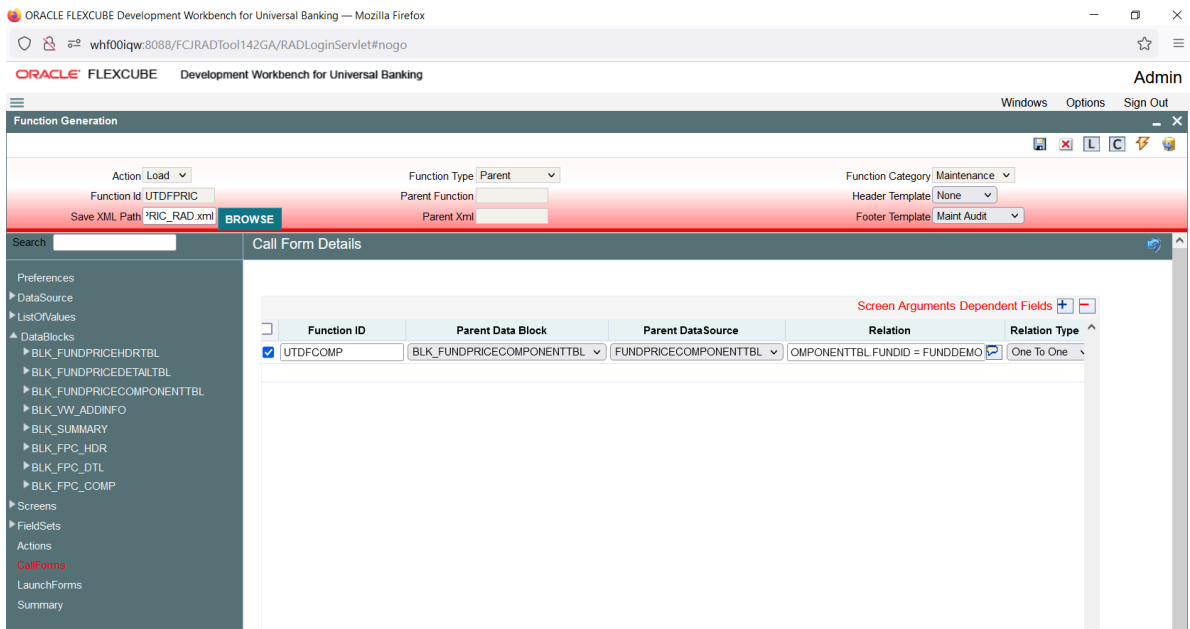 ORACLE FLEXCUBE Development Workbench for Universal Banking — Mozilla Firefox
whf00iqw:8088/FCJRADTool142GA/RADLoginServlet#nogo
ORACLE FLEXCUBE Development Workbench for Universal Banking
Admin
Windows Options Sign Out
Function Generation
L C
Action Load Function Type Parent Function Category Maintenance
Function Id UTDFPRIC Parent Function Header Template None
Save XML Path ?RIC_RAD.xml BROWSE Parent Xml Footer Template Maint Audit
Search
Call Form Details
Preferences
DataSource
ListOfValues
DataBlocks
BLK_FUNDPRICEHDRTBL
BLK_FUNDPRICEDETAILTBL
BLK_FUNDPRICECOMPONENTTBL
BLK_VW_ADDINFO
BLK_SUMMARY
BLK_FPC_HDR
BLK_FPC_DTL
BLK_FPC_COMP
Screens
FieldSets
Actions
CallForms
LaunchForms
Summary
Screen Arguments Dependent Fields
Function ID Parent Data Block Parent DataSource Relation Relation Type
UTDFCOMP BLK_FUNDPRICECOMPONENTTBL FUNDPRICECOMPONENTTBL OMPONENTTBL.FUNDID = FUNDDEMO One To One